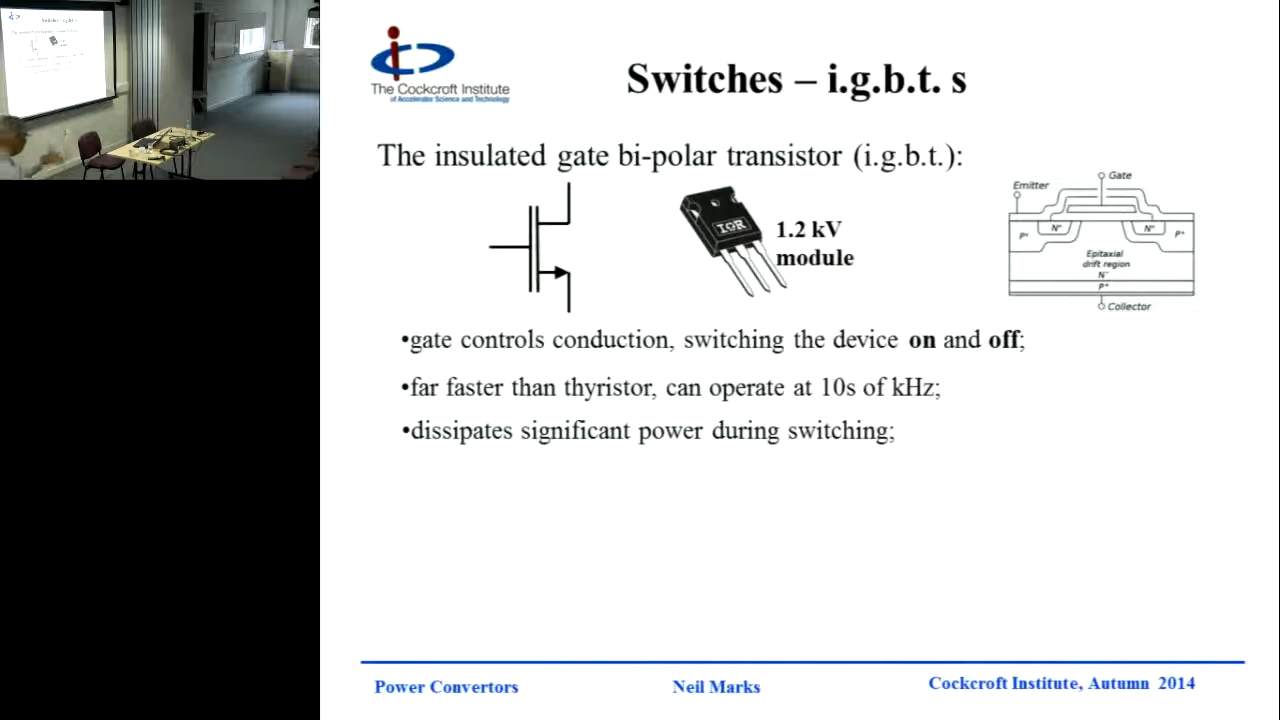 The Cockcroft Institute
of Accelerator Science and Technology
Switches – i.g.b.t. s
The insulated gate bi-polar transistor (i.g.b.t.):
IOR
1.2 kV
module
Gate
Emitter
P+
N+
N+
P+
Epitaxial
drift region
N-
P+
Collector
•gate controls conduction, switching the device on and off;
•far faster than thyristor, can operate at 10s of kHz;
•dissipates significant power during switching;
Power Convertors
Neil Marks
Cockcroft Institute, Autumn 2014